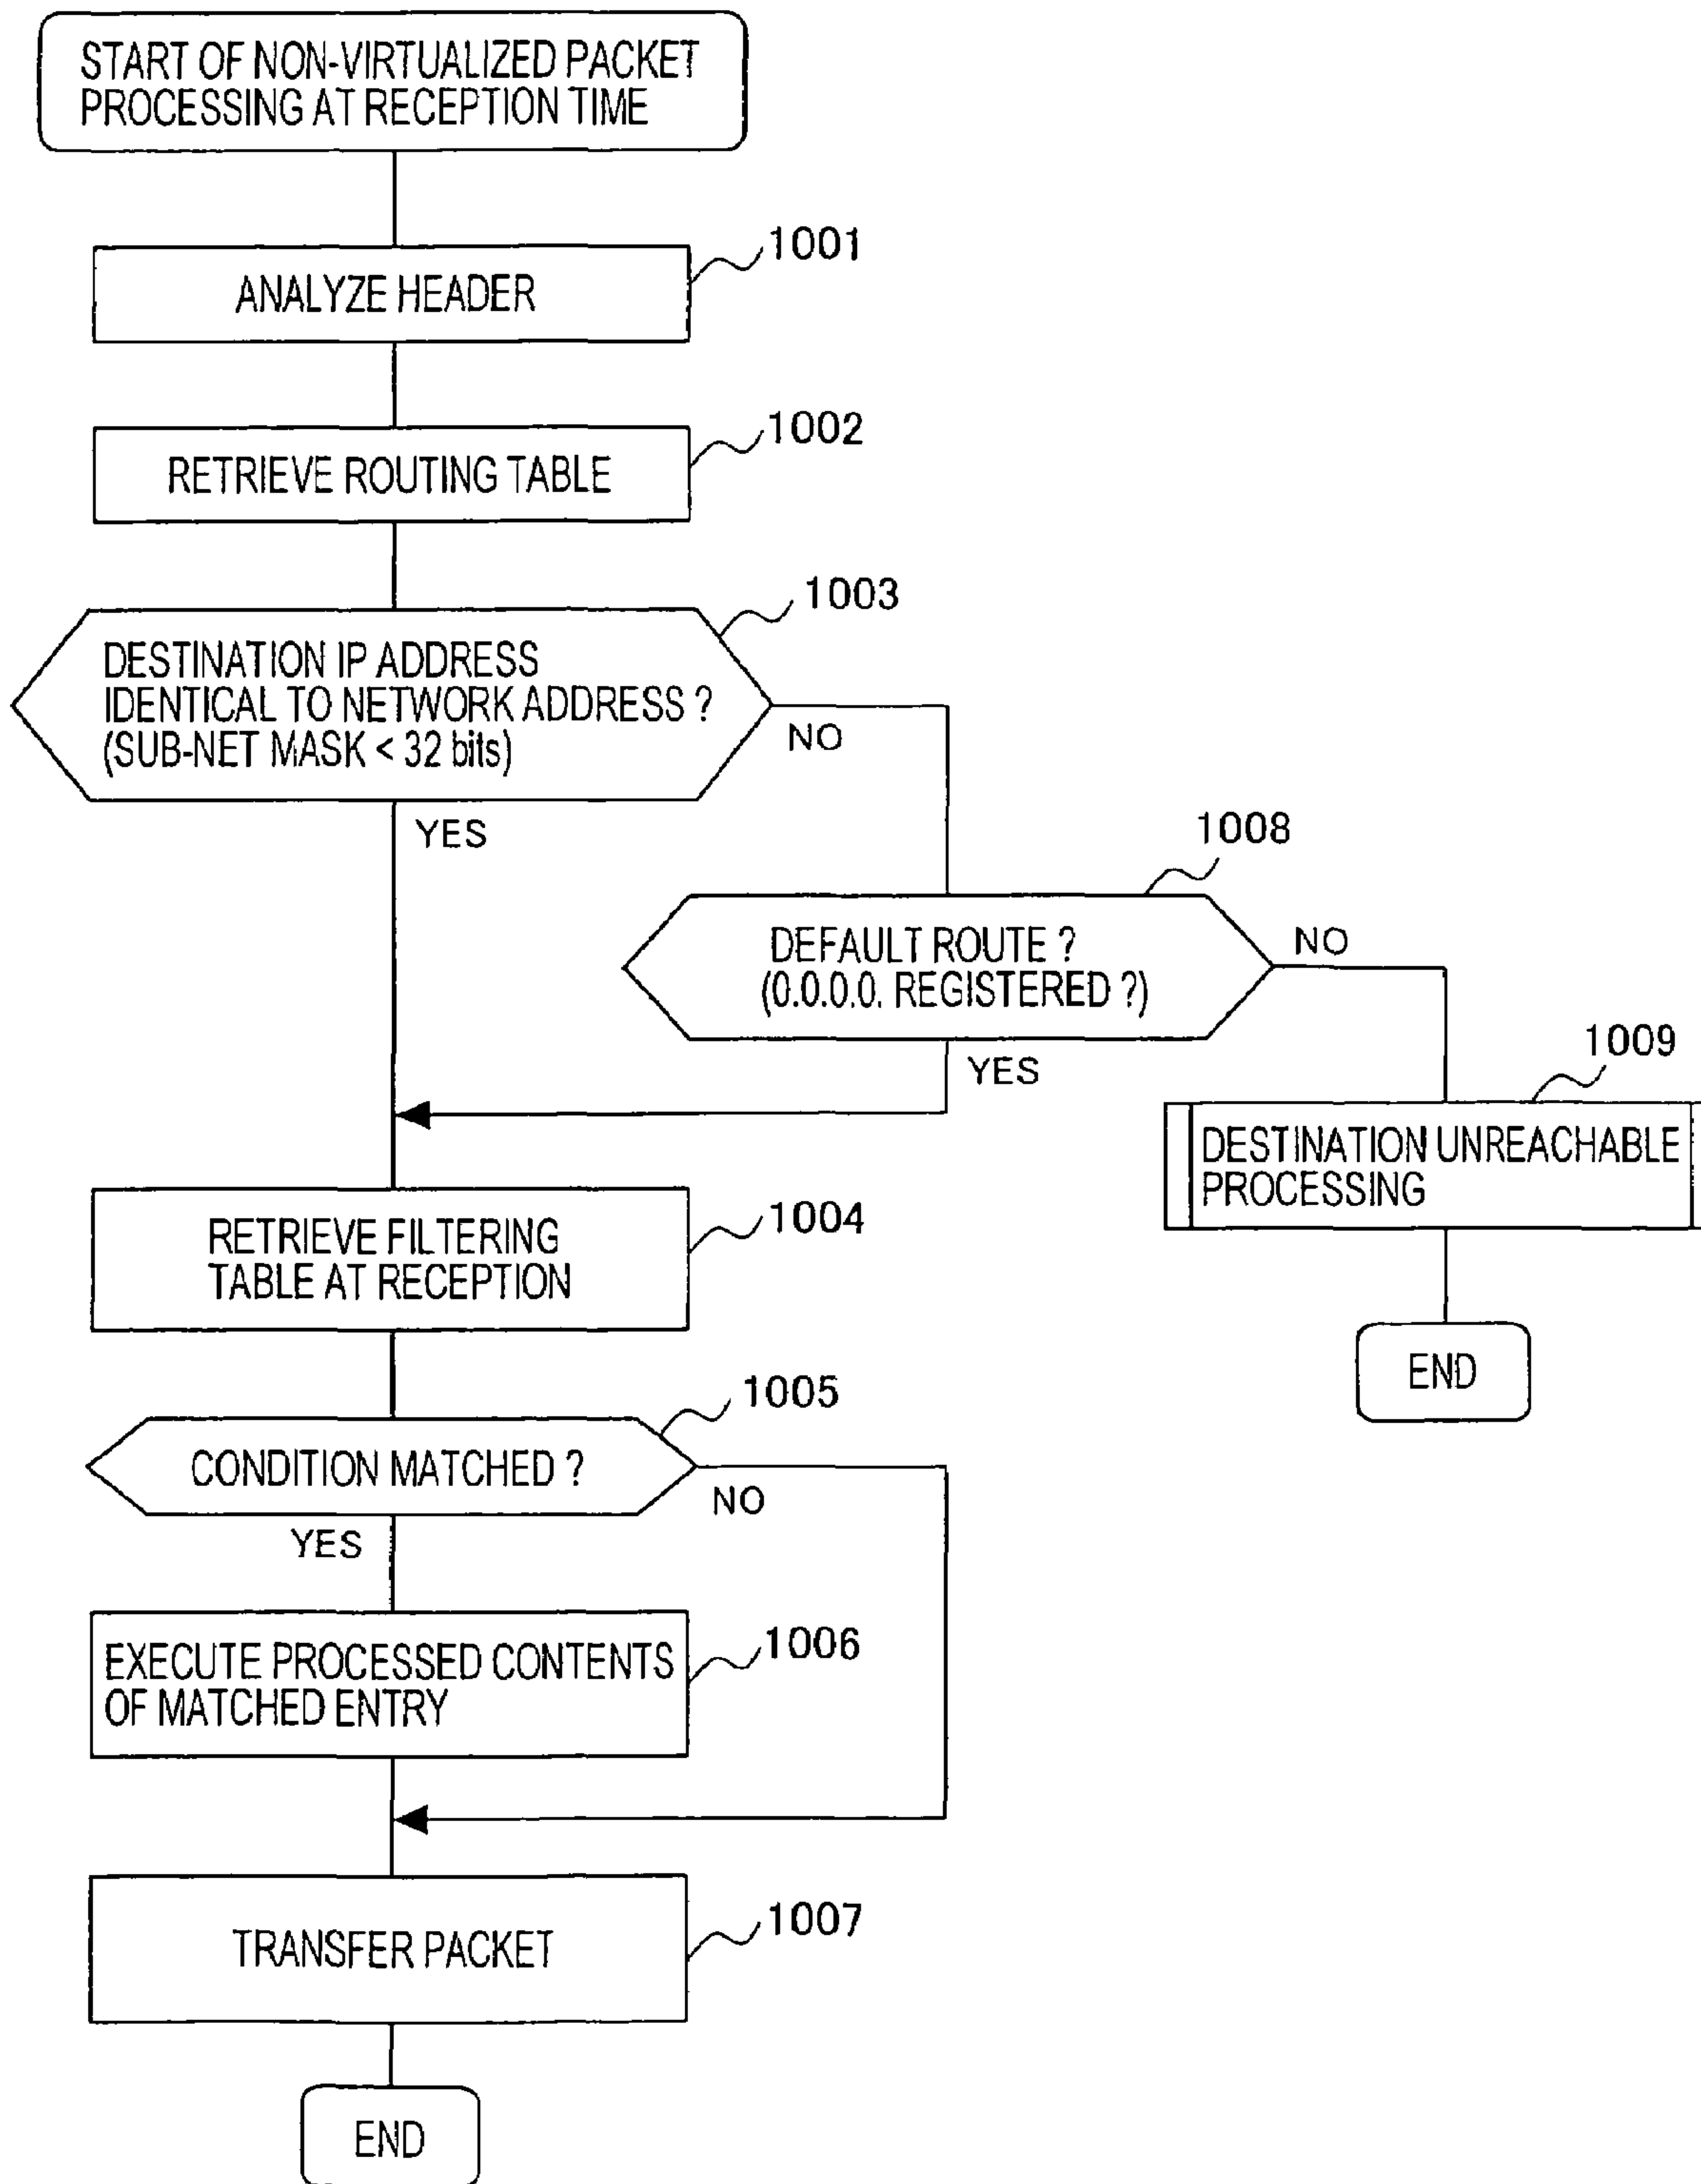 START OF NON-VIRTUALIZED PACKET
PROCESSING AT RECEPTION TIME
1001
ANALYZE HEADER
1002
RETRIEVE ROUTING TABLE
1003
DESTINATION IP ADDRESS
IDENTICAL TO NETWORK ADDRESS ?
(SUB-NET MASK < 32 bits)
NO
YES
1008
DEFAULT ROUTE ?
(0.0.0.0. REGISTERED ?)
NO
YES
1009
DESTINATION UNREACHABLE
PROCESSING
END
1004
RETRIEVE FILTERING
TABLE AT RECEPTION
1005
CONDITION MATCHED ?
NO
YES
1006
EXECUTE PROCESSED CONTENTS
OF MATCHED ENTRY
1007
TRANSFER PACKET
END